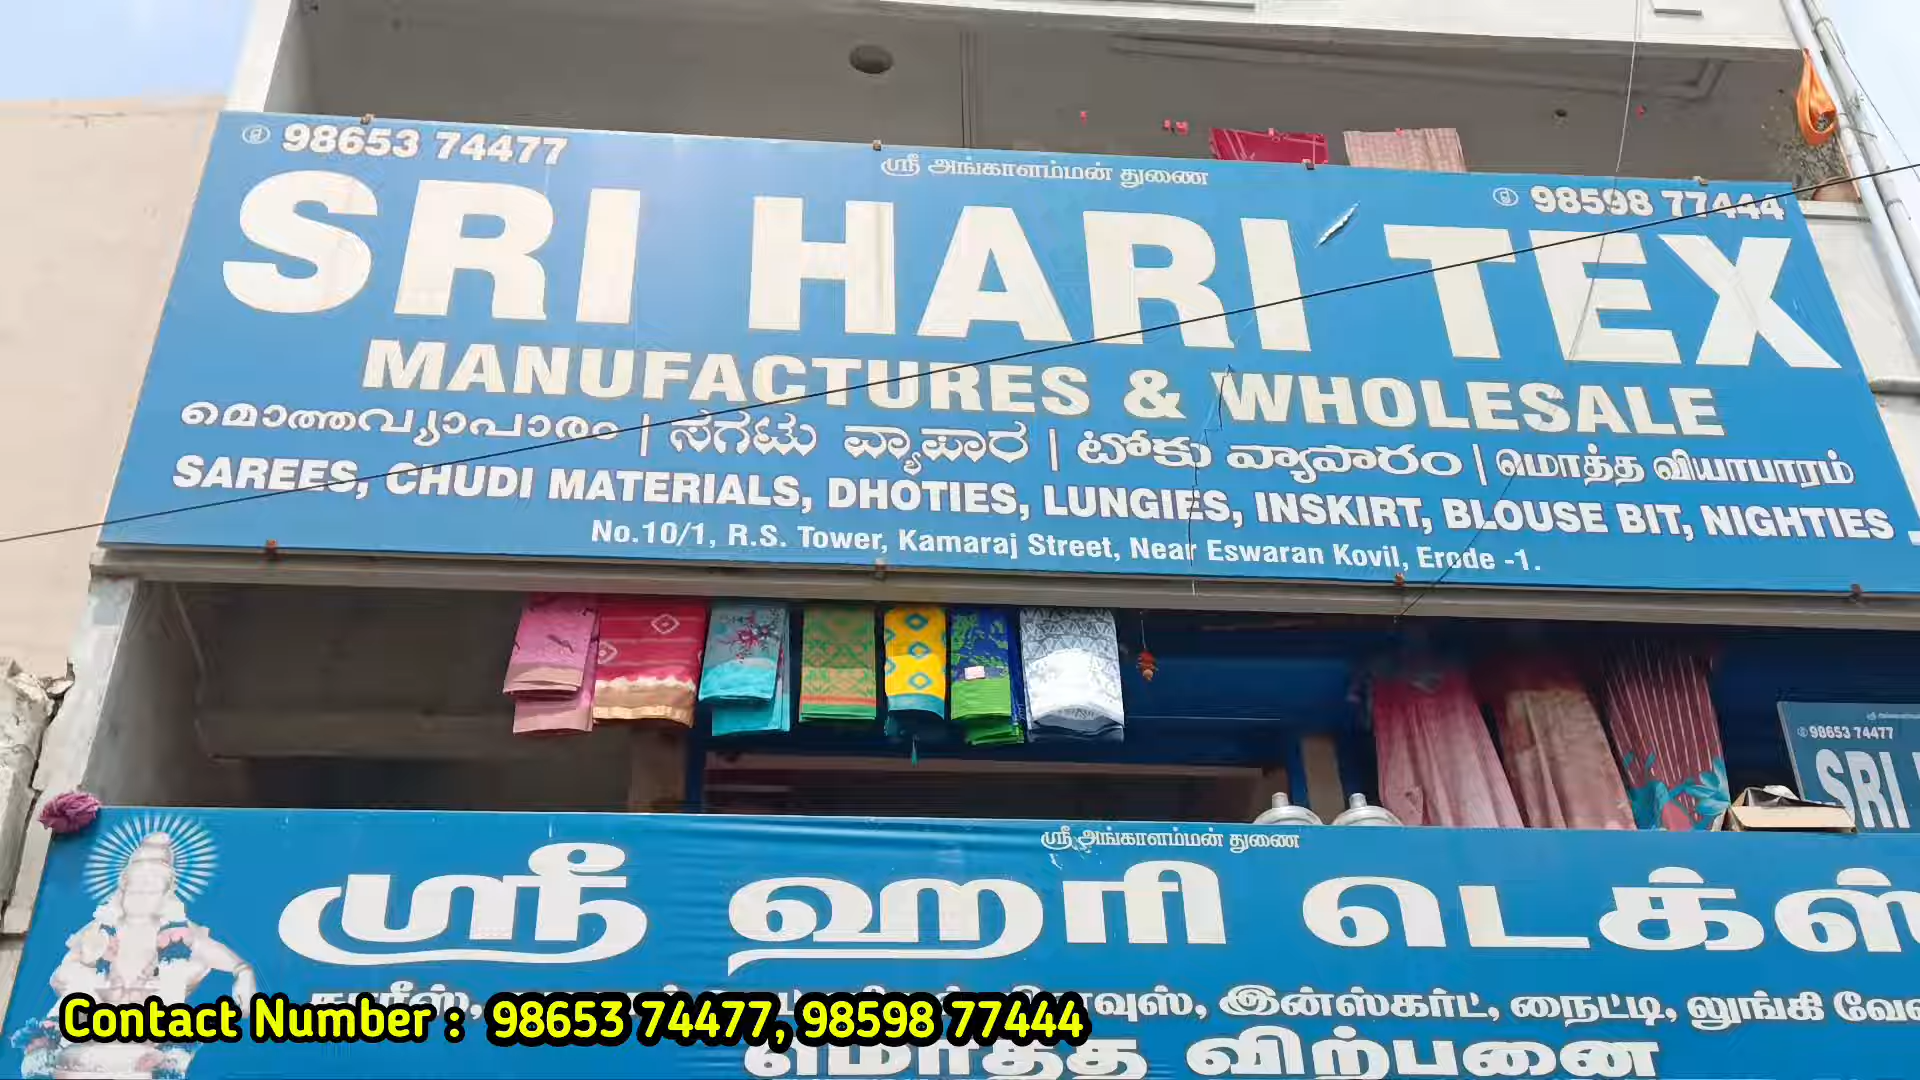 98653 74477
ஸ்ரீ அங்காளம்மன் துணை
98598 77444
SRI HARI TEX
MANUFACTURES & WHOLESALE
മൊത്തവ്യാപാരം | ಸಗಟು ವ್ಯಾಪಾರ | టోకు వ్యాపారం | மொத்த வியாபாரம்
SAREES, CHUDI MATERIALS, DHOTIES, LUNGIES, INSKIRT, BLOUSE BIT, NIGHTIES
No.10/1, R.S. Tower, Kamaraj Street, Near Eswaran Kovil, Erode -1.
98653 74477
SRI
ஸ்ரீ அங்காளம்மன் துணை
ஸ்ரீ ஹரி டெக்ஸ்
இன்ஸ்கர்ட், நைட்டி, லுங்கி
மொத்த விற்பனை
Contact Number : 98653 74477, 98598 77444